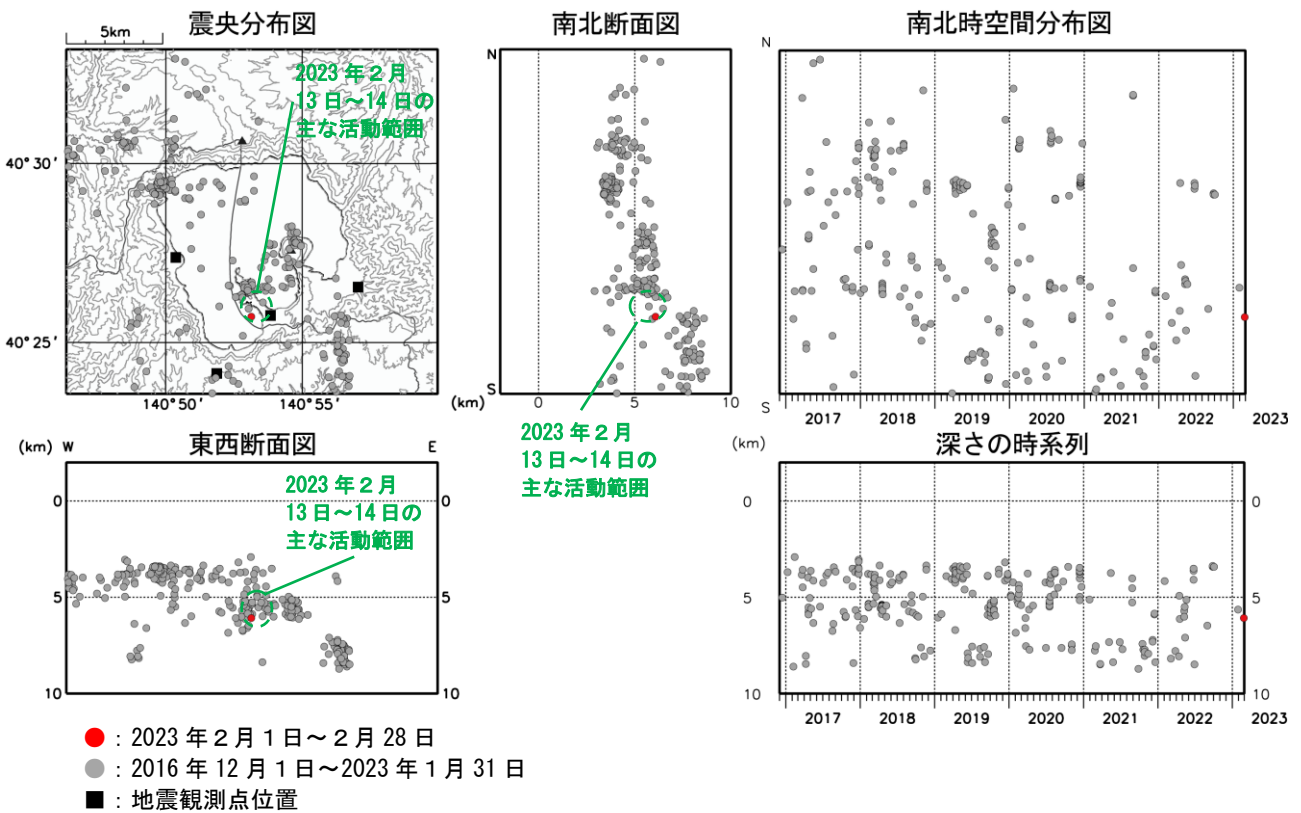 震央分布図
5km
2023年2月
13日～14日の
主な活動範囲
40°30′
40°25′
140°50′
140°55′
南北断面図
N
S
(km)
0
5
10
2023年2月
13日～14日の
主な活動範囲
南北時空間分布図
N
S
2017
2018
2019
2020
2021
2022
2023
東西断面図
(km) W
E
0
0
5
5
10
10
2023年2月
13日～14日の
主な活動範囲
深さの時系列
(km)
0
0
5
5
10
10
2017
2018
2019
2020
2021
2022
2023
：2023年２月１日～２月28日
：2016年12月1日～2023年１月31日
：地震観測点位置